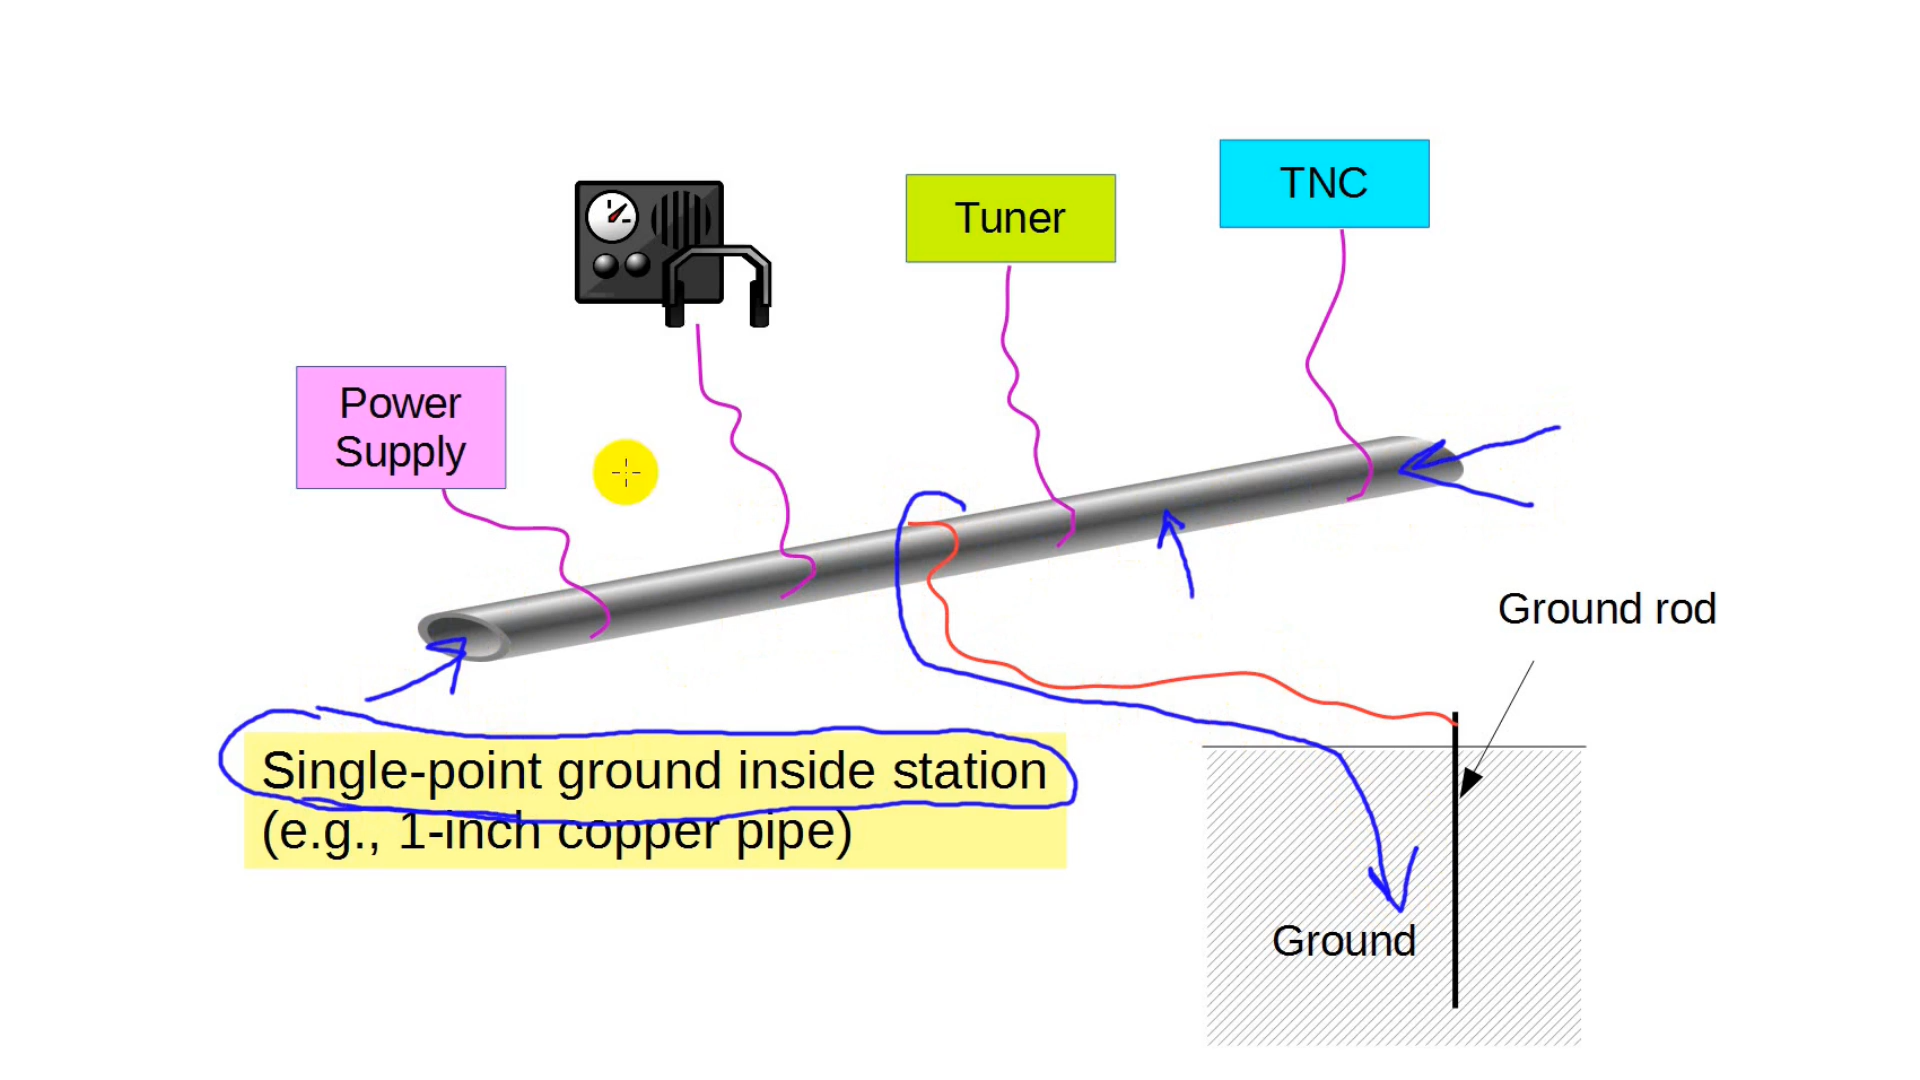 TNC
Tuner
Power
Supply
Ground rod
Single-point ground inside station
(e.g., 1-inch copper pipe)
Ground